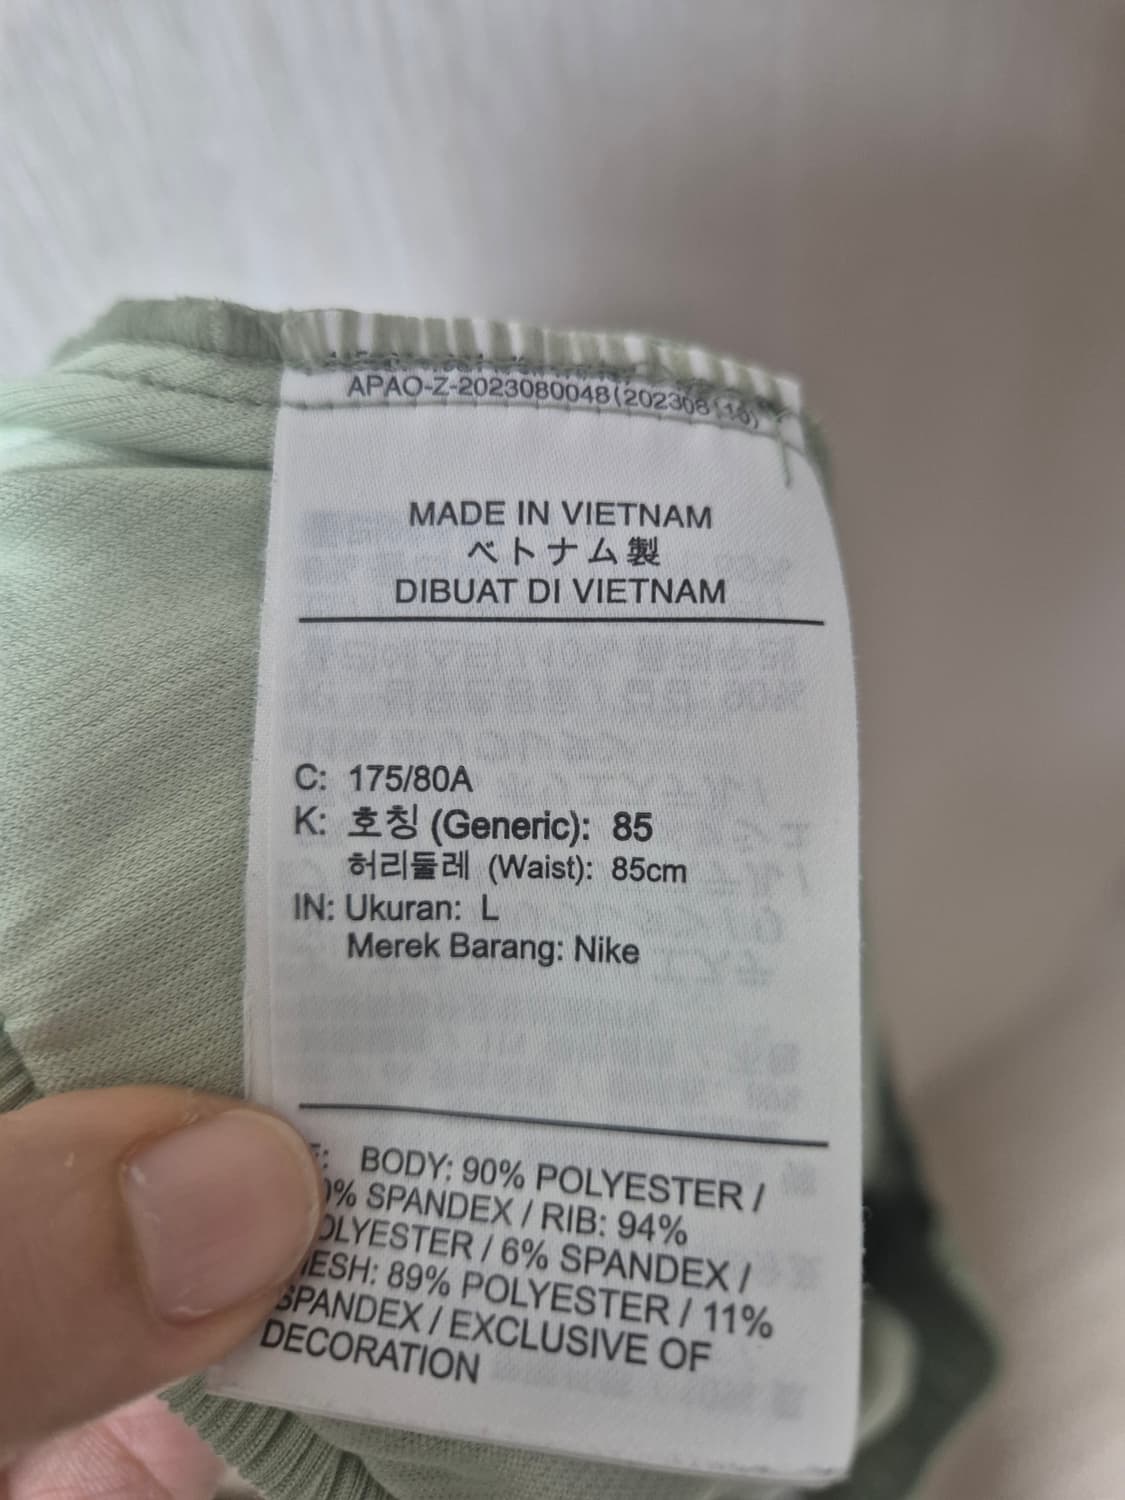 APAO-Z-2023080048(202308(10)
MADE IN VIETNAM
ベトナム製
DIBUAT DI VIETNAM
C: 175/80A
K: 호칭 (Generic): 85
허리둘레 (Waist): 85cm
IN: Ukuran: L
Merek Barang: Nike
BODY: 90% POLYESTER /
SPANDEX / RIB: 94%
/ 6% SPANDEX /
89% POLYESTER / 11%
SPANDEX / EXCLUSIVE OF
DECORATION